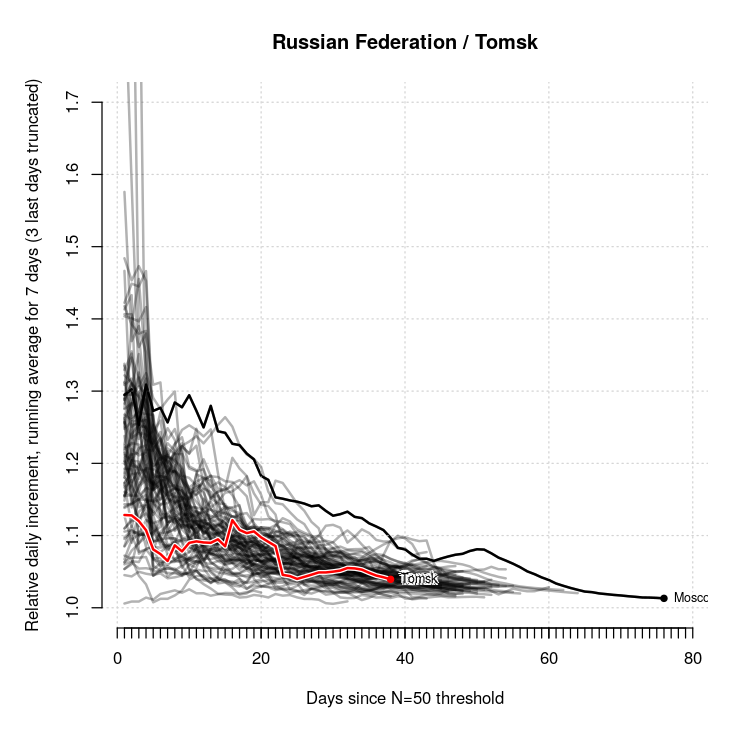 Russian Federation / Tomsk
Relative daily increment, running average for 7 days (3 last days truncated)
1.7
1.6
1.5
1.4
1.3
1.2
1.1
1.0
Tomsk
Mosco
0 20 40 60 80
Days since N=50 threshold